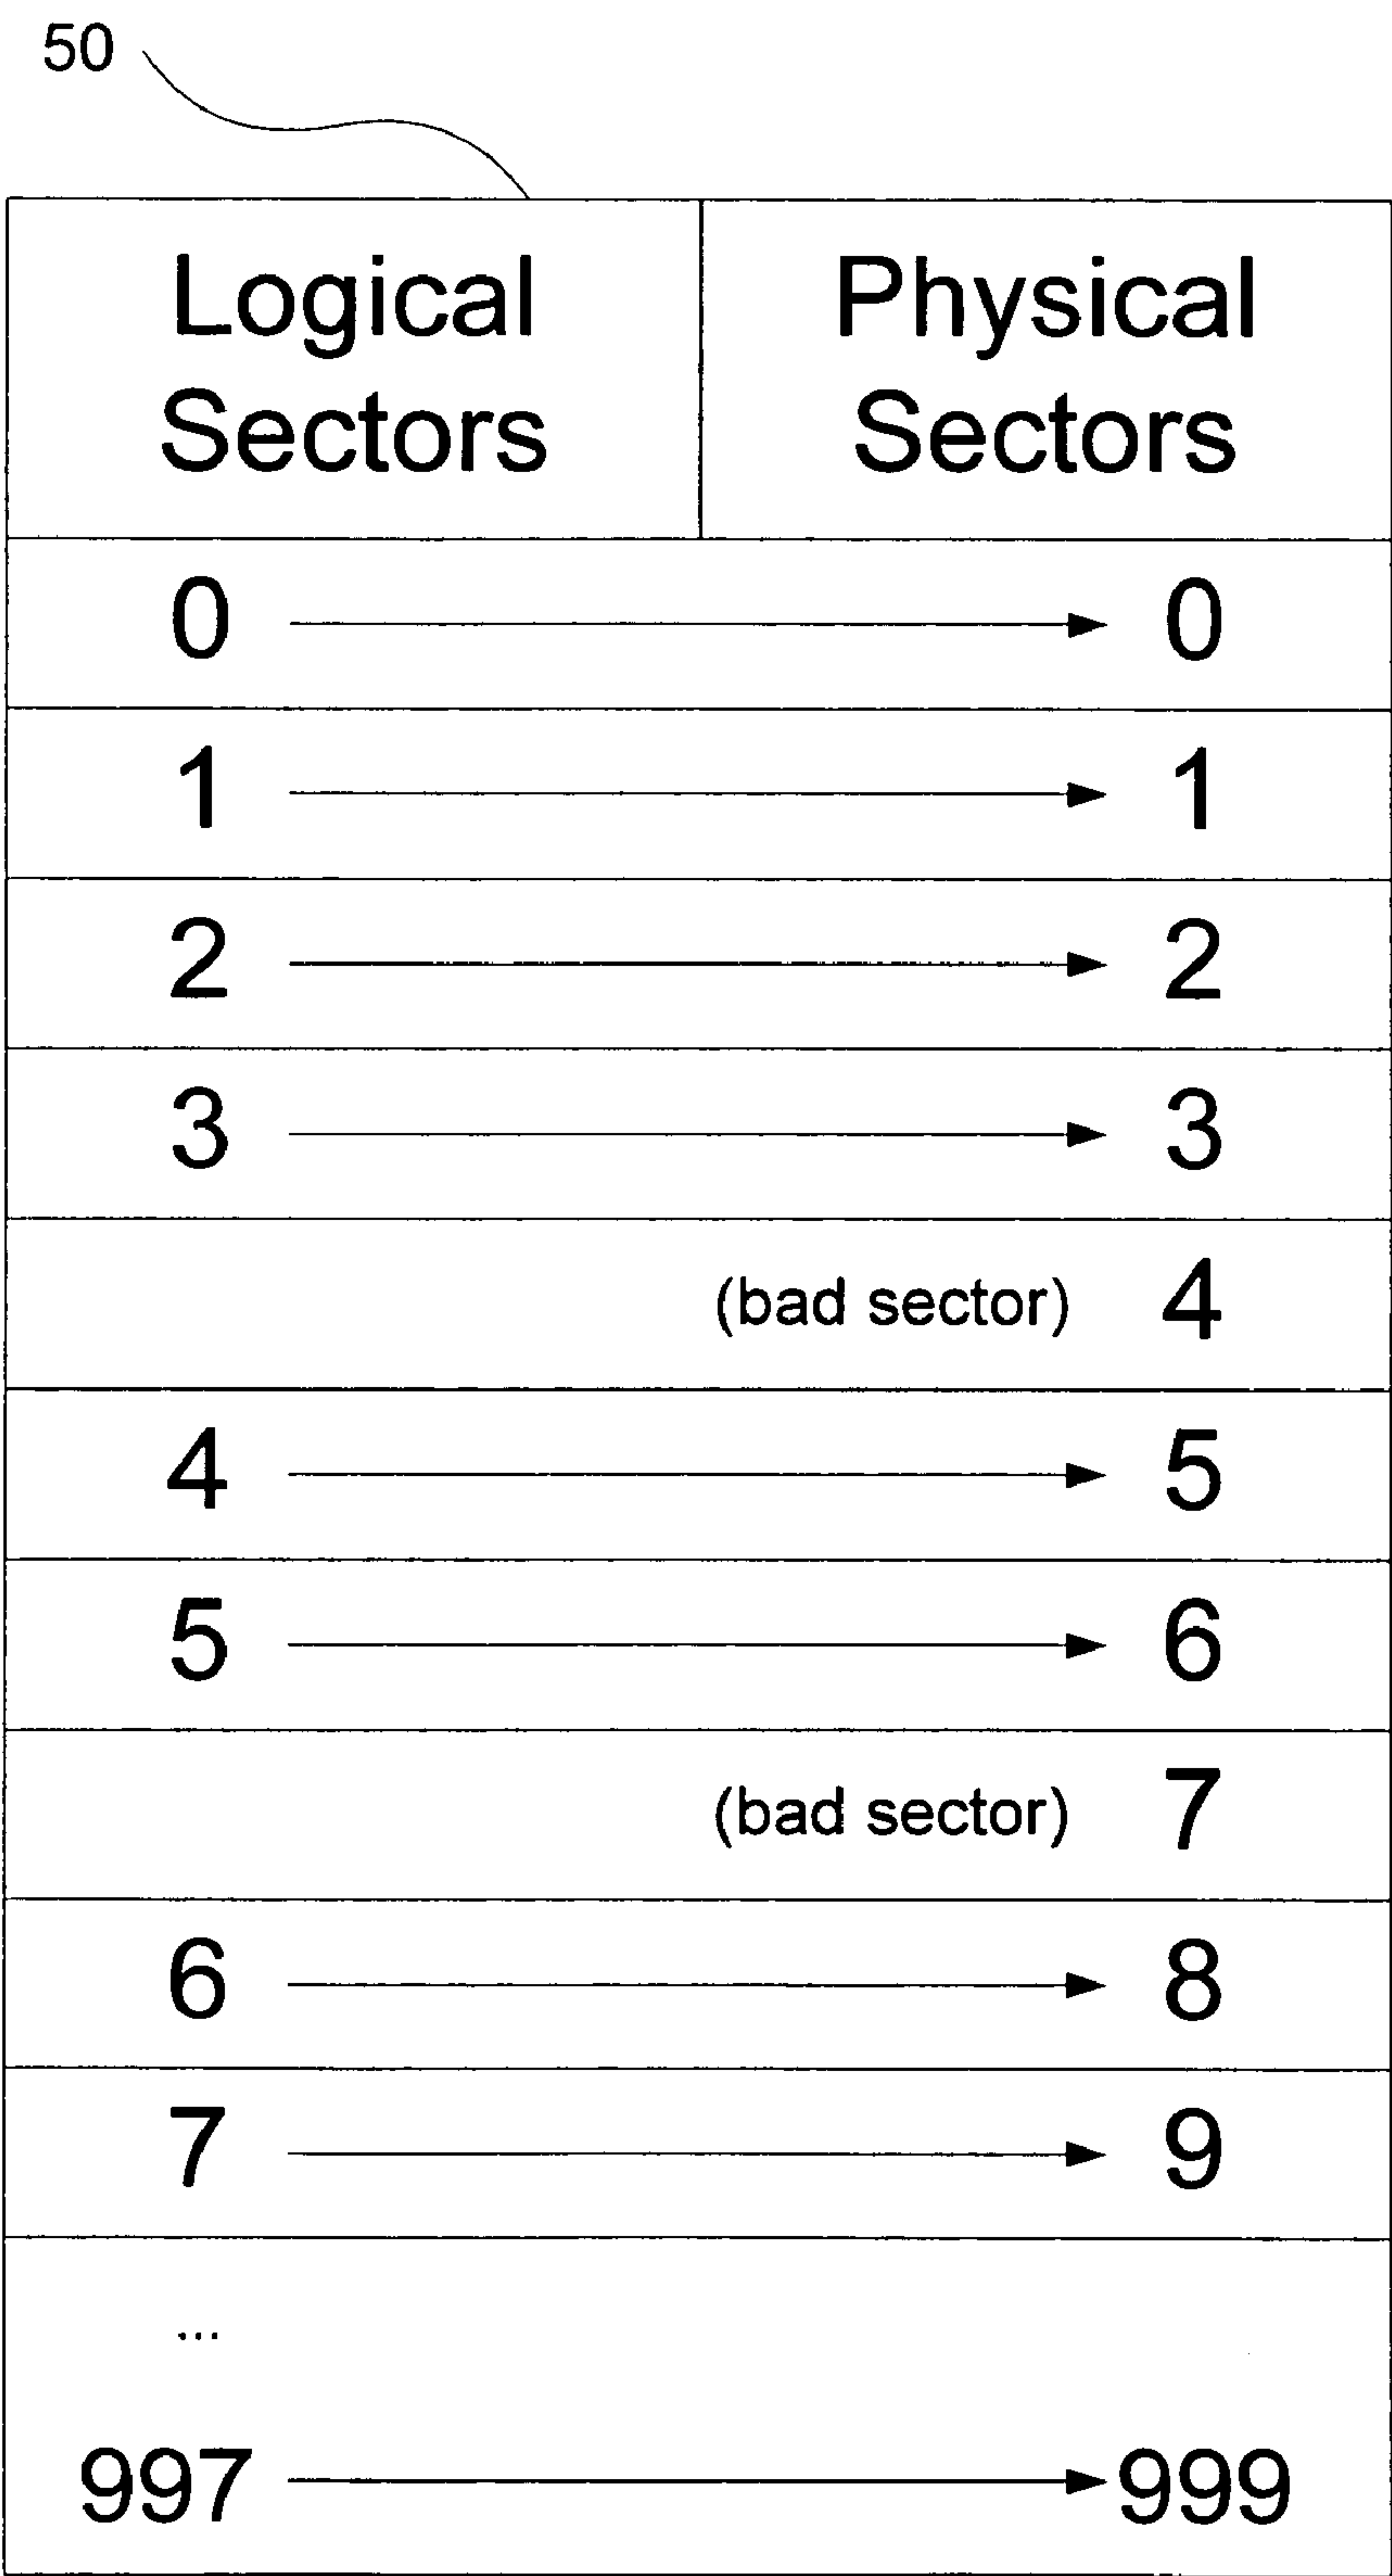 50
Logical Sectors
Physical Sectors
0 0
1 1
2 2
3 3
(bad sector) 4
4 5
5 6
(bad sector) 7
6 8
7 9
...
997 999